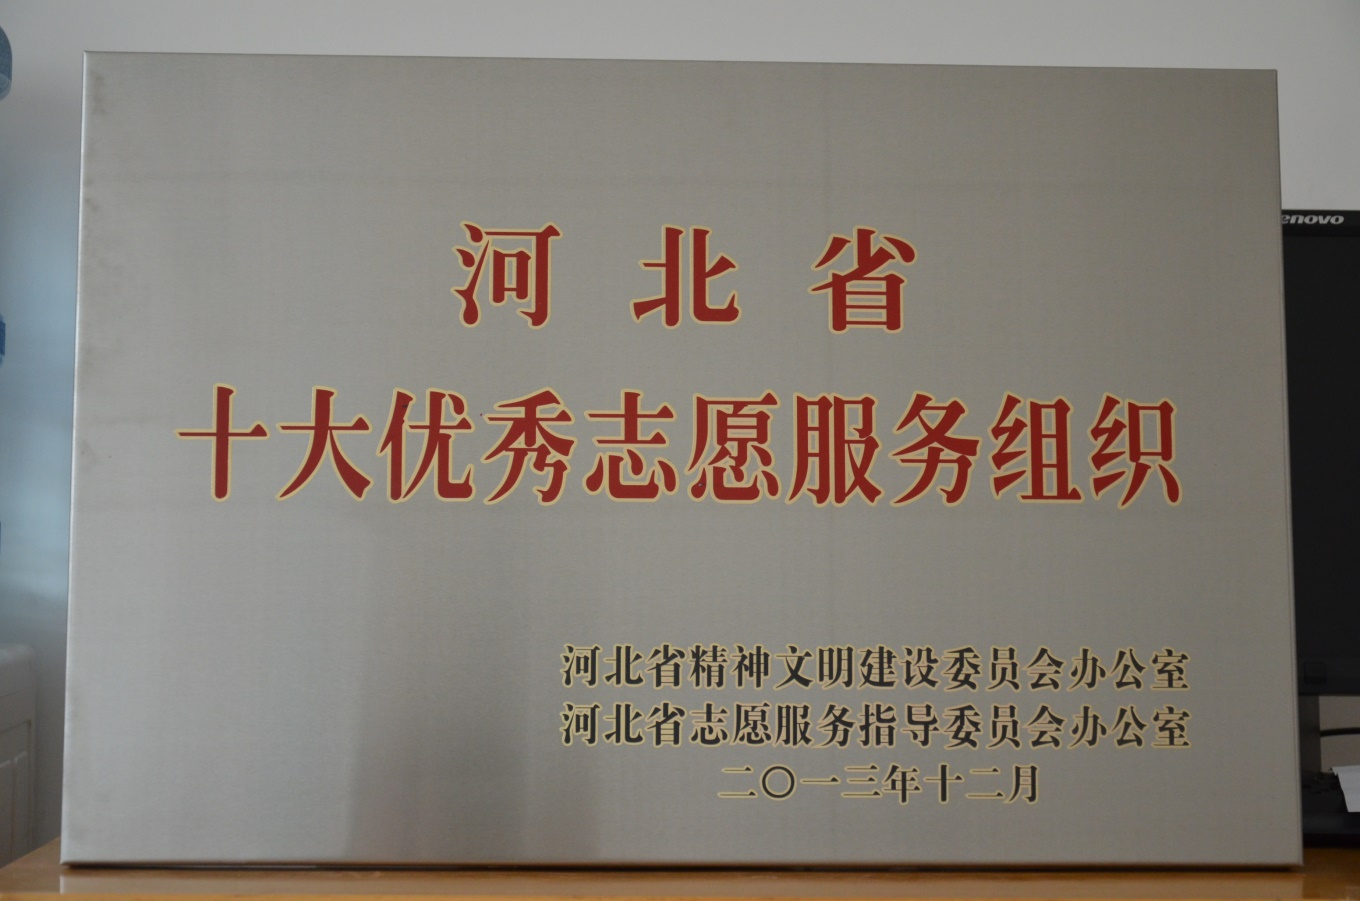 河北省
十大优秀志愿服务组织
河北省精神文明建设委员会办公室
河北省志愿服务指导委员会办公室
二〇一三年十二月
enovo